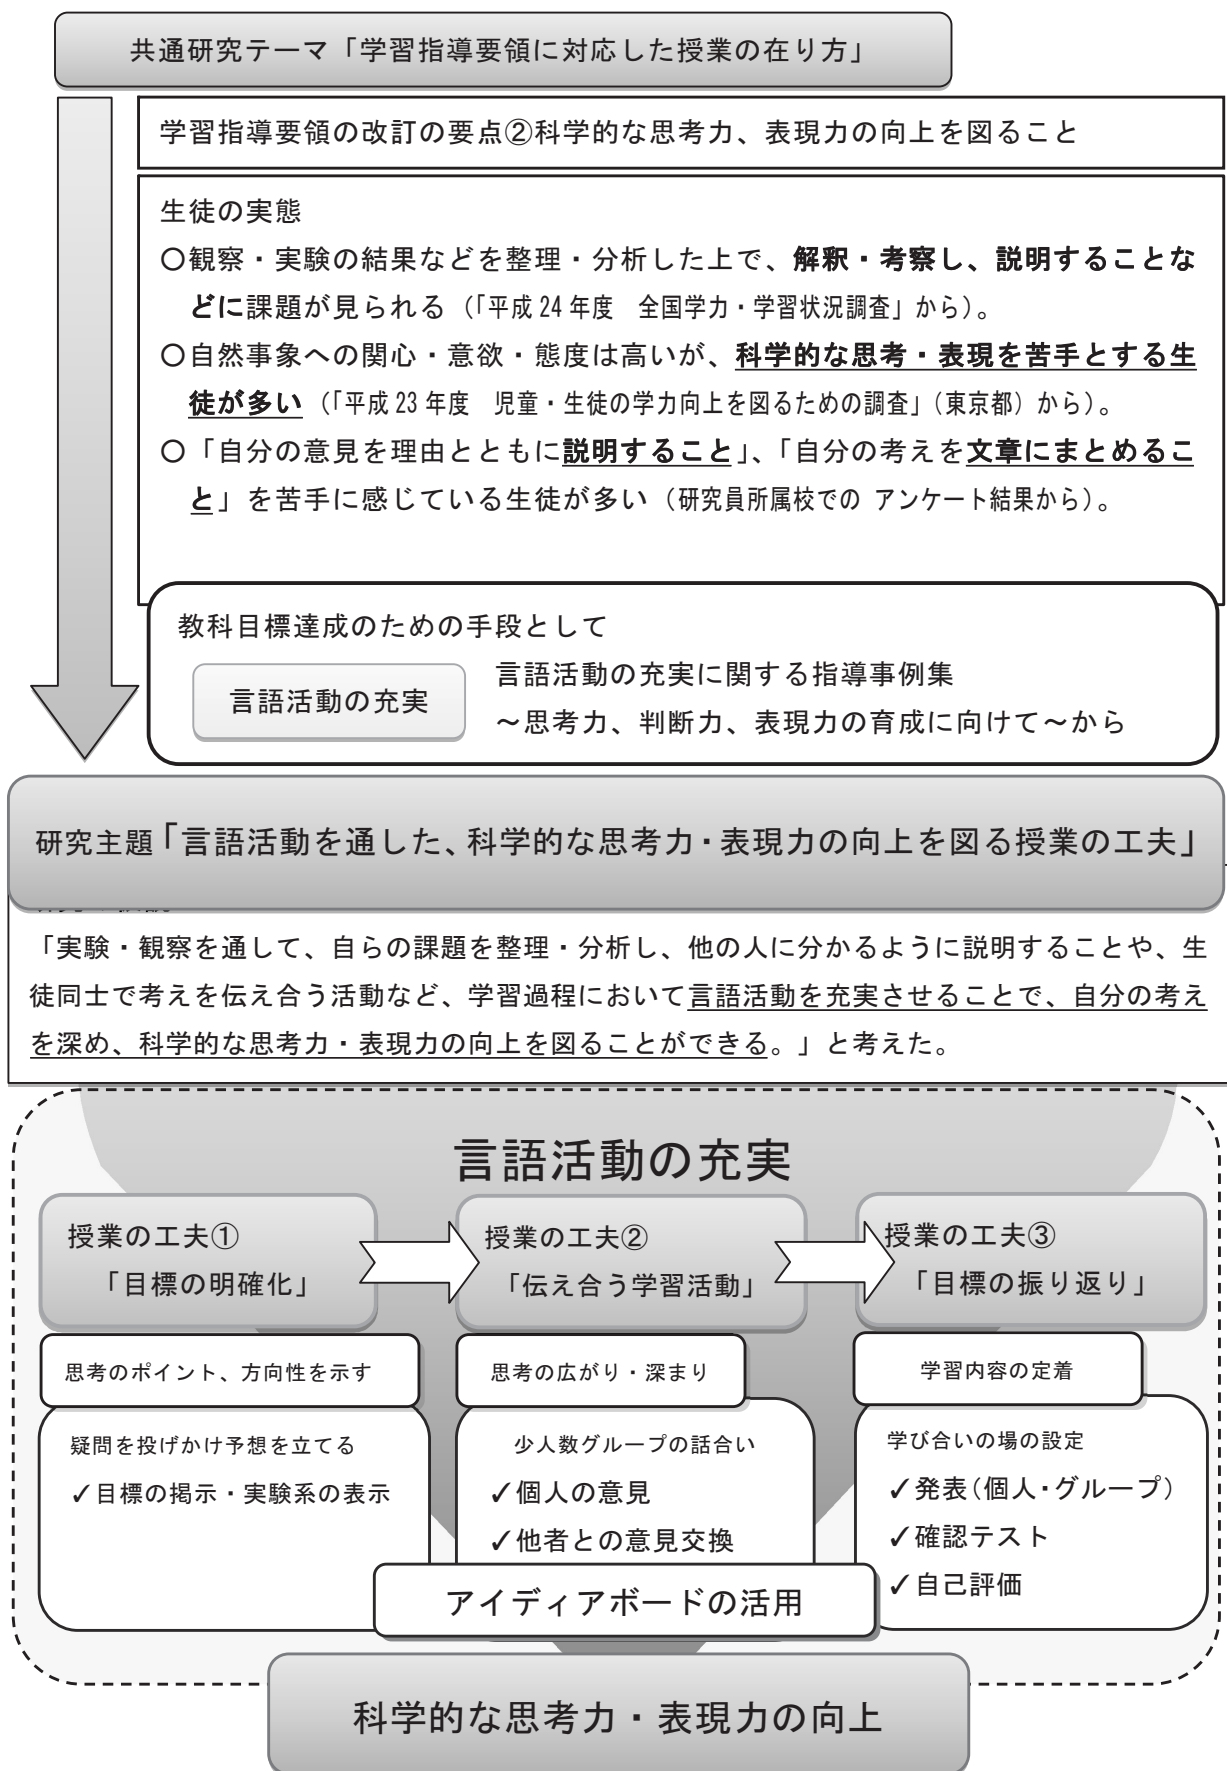 共通研究テーマ「学習指導要領に対応した授業の在り方」
学習指導要領の改訂の要点②科学的な思考力、表現力の向上を図ること
生徒の実態
○観察・実験の結果などを整理・分析した上で、解釈・考察し、説明することな
どに課題が見られる（「平成24年度　全国学力・学習状況調査」から）。
○自然事象への関心・意欲・態度は高いが、科学的な思考・表現を苦手とする生
徒が多い（「平成23年度　児童・生徒の学力向上を図るための調査」（東京都）から）。
○「自分の意見を理由とともに説明すること」、「自分の考えを文章にまとめるこ
と」を苦手に感じている生徒が多い（研究員所属校での アンケート結果から）。
教科目標達成のための手段として
言語活動の充実
言語活動の充実に関する指導事例集
～思考力、判断力、表現力の育成に向けて～から
研究主題「言語活動を通した、科学的な思考力・表現力の向上を図る授業の工夫」
「実験・観察を通して、自らの課題を整理・分析し、他の人に分かるように説明することや、生
徒同士で考えを伝え合う活動など、学習過程において言語活動を充実させることで、自分の考え
を深め、科学的な思考力・表現力の向上を図ることができる。」と考えた。
言語活動の充実
授業の工夫①
「目標の明確化」
思考のポイント、方向性を示す
疑問を投げかけ予想を立てる
✓目標の掲示・実験系の表示
授業の工夫②
「伝え合う学習活動」
思考の広がり・深まり
少人数グループの話合い
✓個人の意見
✓他者との意見交換
授業の工夫③
「目標の振り返り」
学習内容の定着
学び合いの場の設定
✓発表（個人・グループ）
✓確認テスト
✓自己評価
アイディアボードの活用
科学的な思考力・表現力の向上